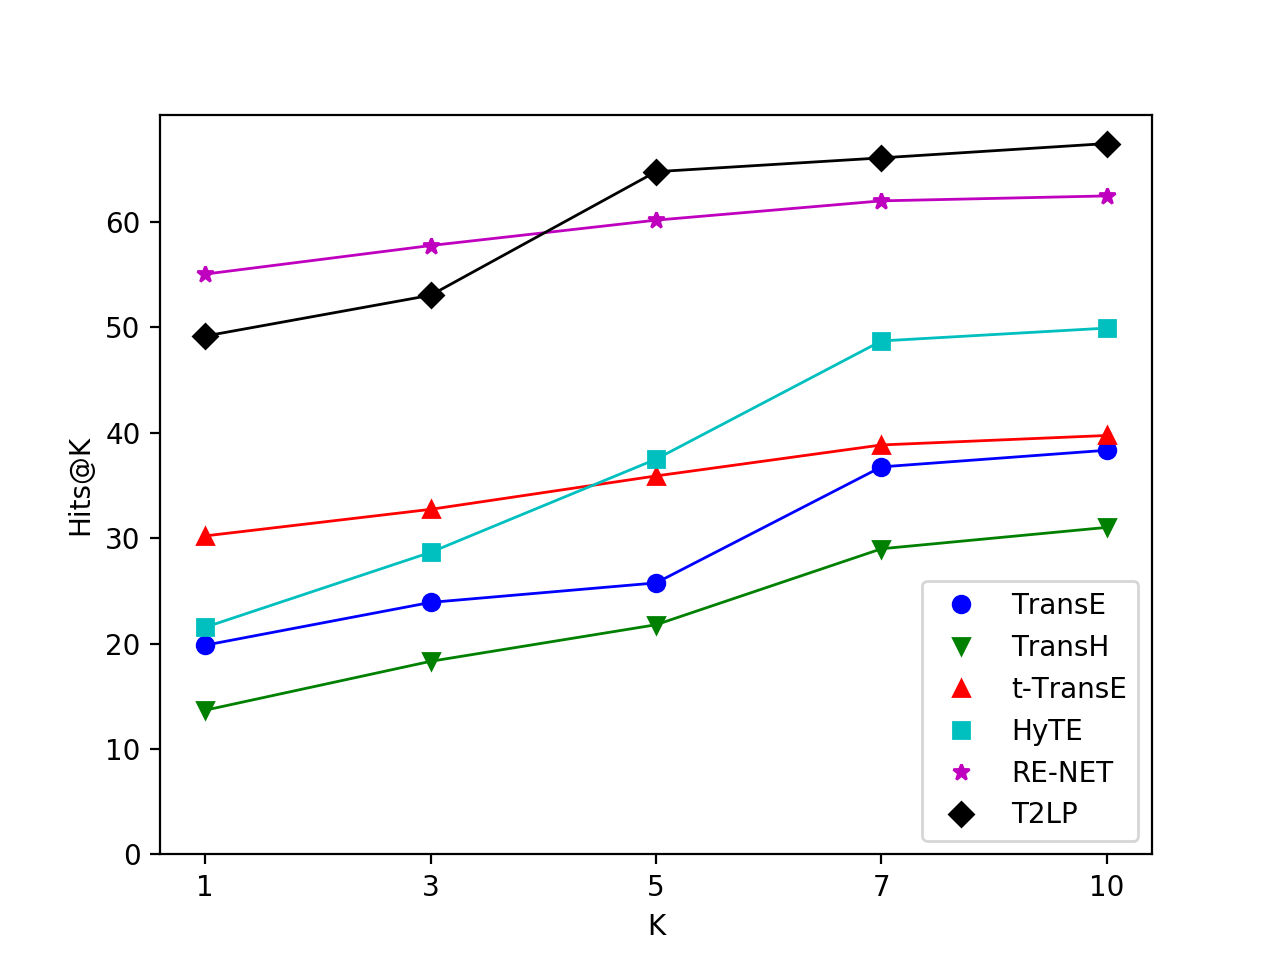 60
50
40
30
20
10
0
Hits@K
1 3 5 7 10
K
TransE
TransH
t-TransE
HyTE
RE-NET
T2LP